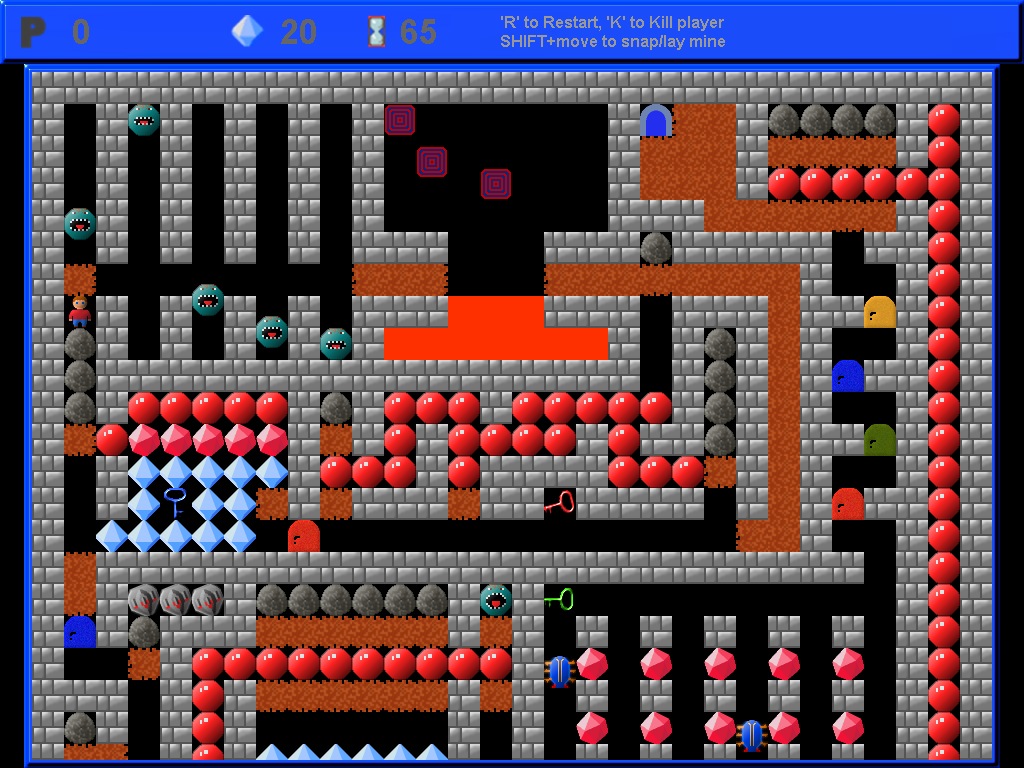 P 0 20 65 'R' to Restart, 'K' to Kill player
SHIFT+move to snap/lay mine